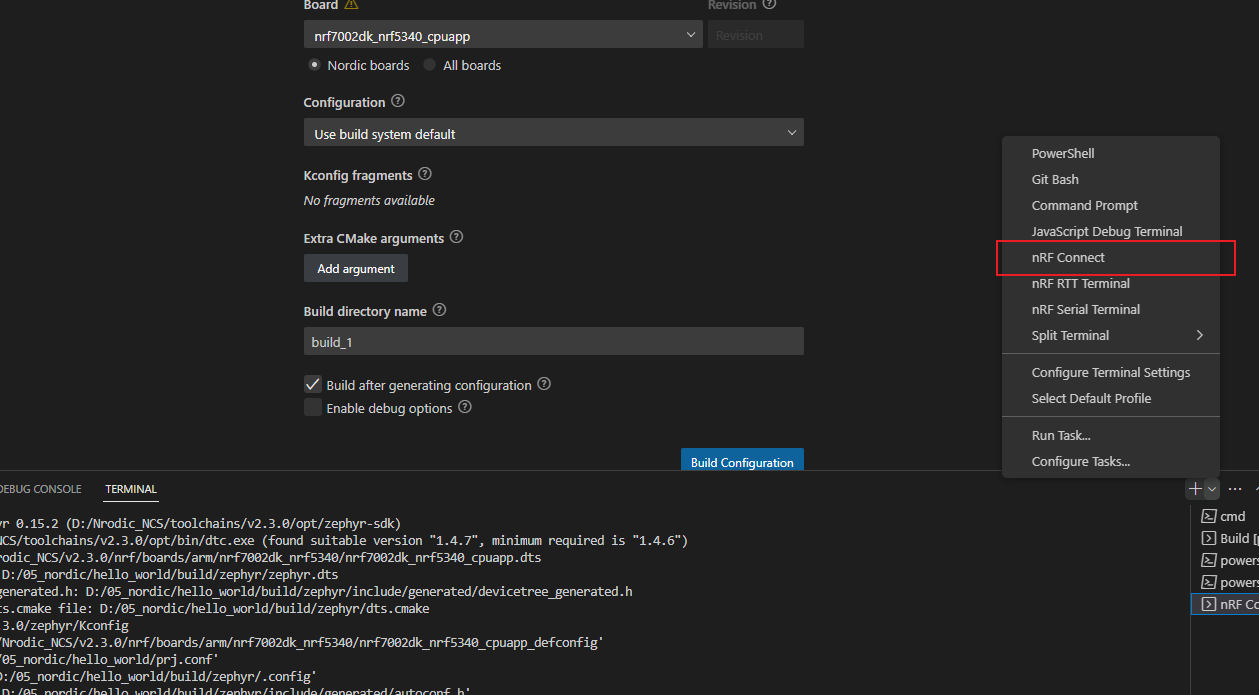 Board
Revision
nrf7002dk_nrf5340_cpuapp
Revision
Nordic boards
All boards
Configuration
Use build system default
Kconfig fragments
No fragments available
Extra CMake arguments
Add argument
Build directory name
build_1
Build after generating configuration
Enable debug options
Build Configuration
PowerShell
Git Bash
Command Prompt
JavaScript Debug Terminal
nRF Connect
nRF RTT Terminal
nRF Serial Terminal
Split Terminal
Configure Terminal Settings
Select Default Profile
Run Task...
Configure Tasks...
DEBUG CONSOLE
TERMINAL
yr 0.15.2 (D:/Nrodic_NCS/toolchains/v2.3.0/opt/zephyr-sdk)
NCS/toolchains/v2.3.0/opt/bin/dtc.exe (found suitable version "1.4.7", minimum required is "1.4.6")
rodic_NCS/v2.3.0/nrf/boards/arm/nrf7002dk_nrf5340/nrf7002dk_nrf5340_cpuapp.dts
D:/05_nordic/hello_world/build/zephyr/zephyr.dts
generated.h: D:/05_nordic/hello_world/build/zephyr/include/generated/devicetree_generated.h
ts.cmake file: D:/05_nordic/hello_world/build/zephyr/dts.cmake
.3.0/zephyr/Kconfig
/Nrodic_NCS/v2.3.0/nrf/boards/arm/nrf7002dk_nrf5340/nrf7002dk_nrf5340_cpuapp_defconfig'
/05_nordic/hello_world/prj.conf'
D:/05_nordic/hello_world/build/zephyr/.config'
D:/05_nordic/hello_world/build/zephyr/include/generated/autoconf.h'
cmd
Build [
powers
powers
nRF Co